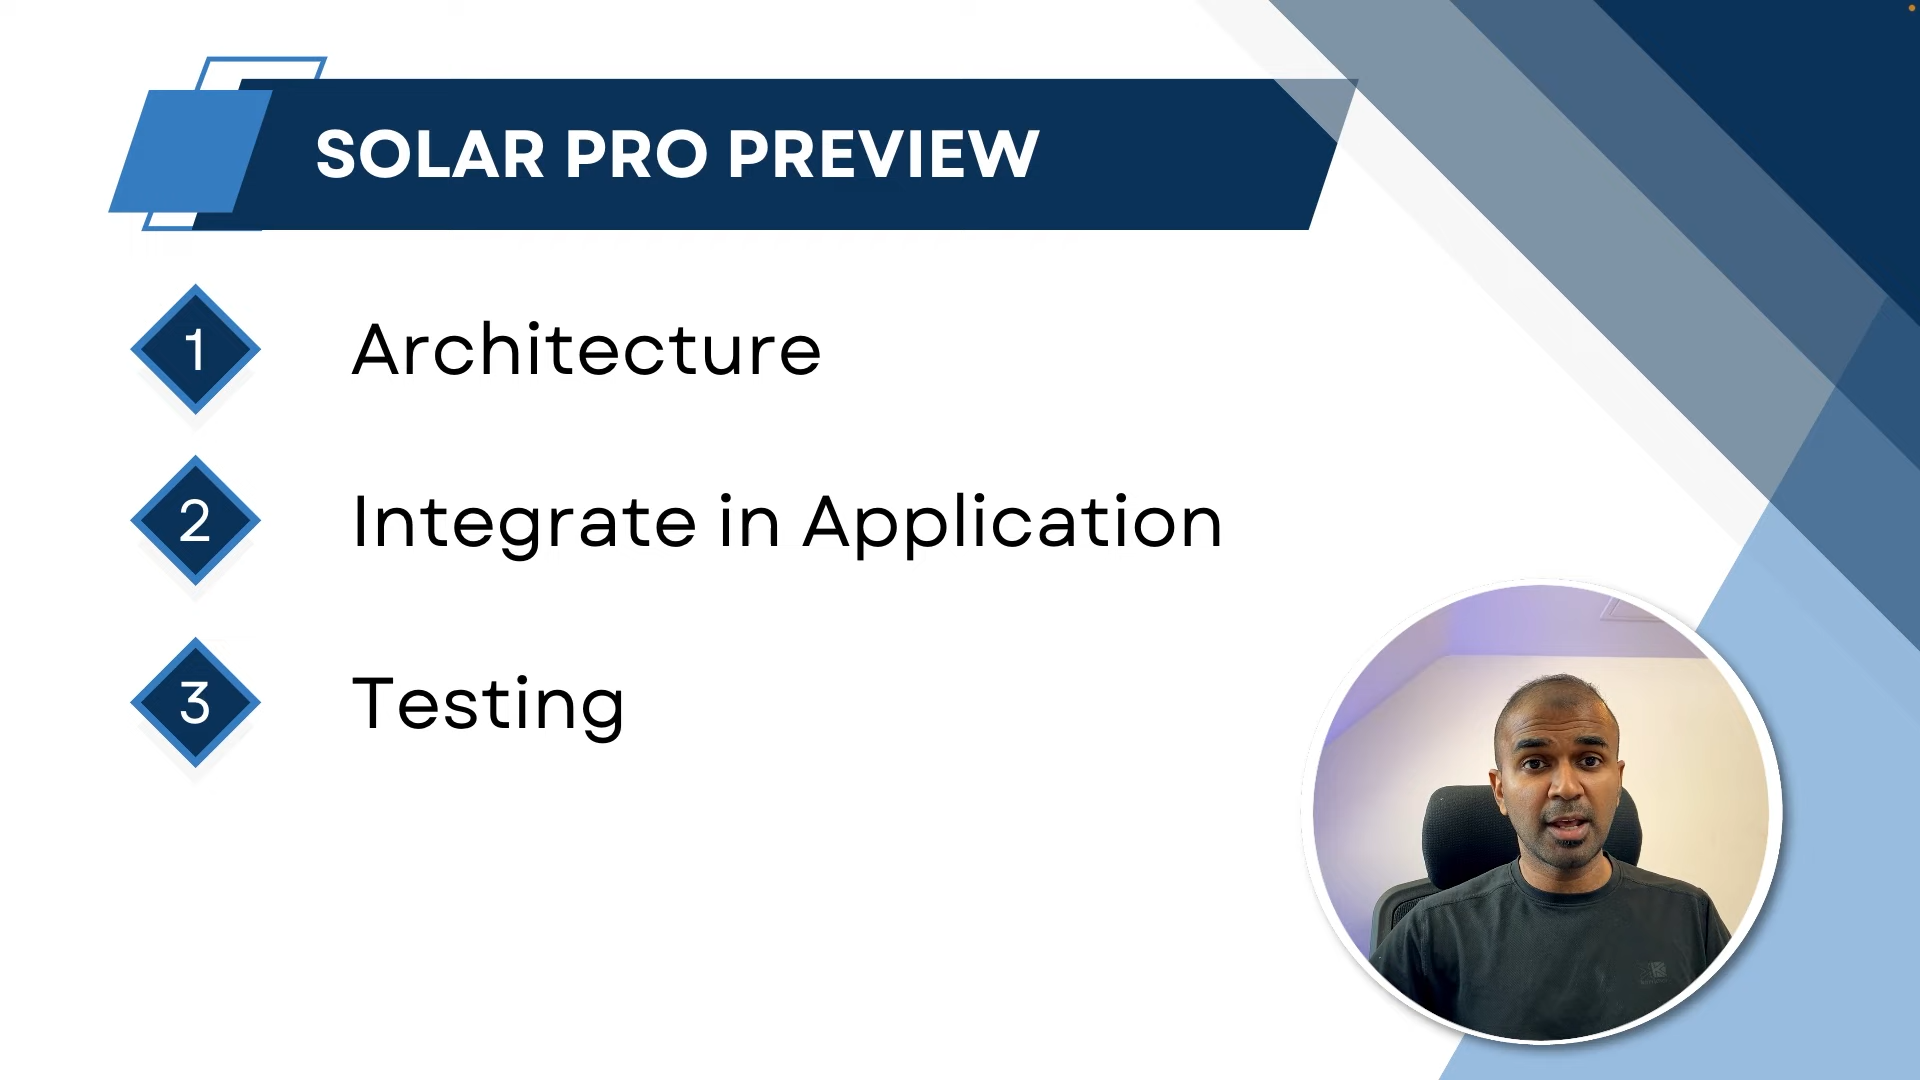 SOLAR PRO PREVIEW
1 Architecture
2 Integrate in Application
3 Testing